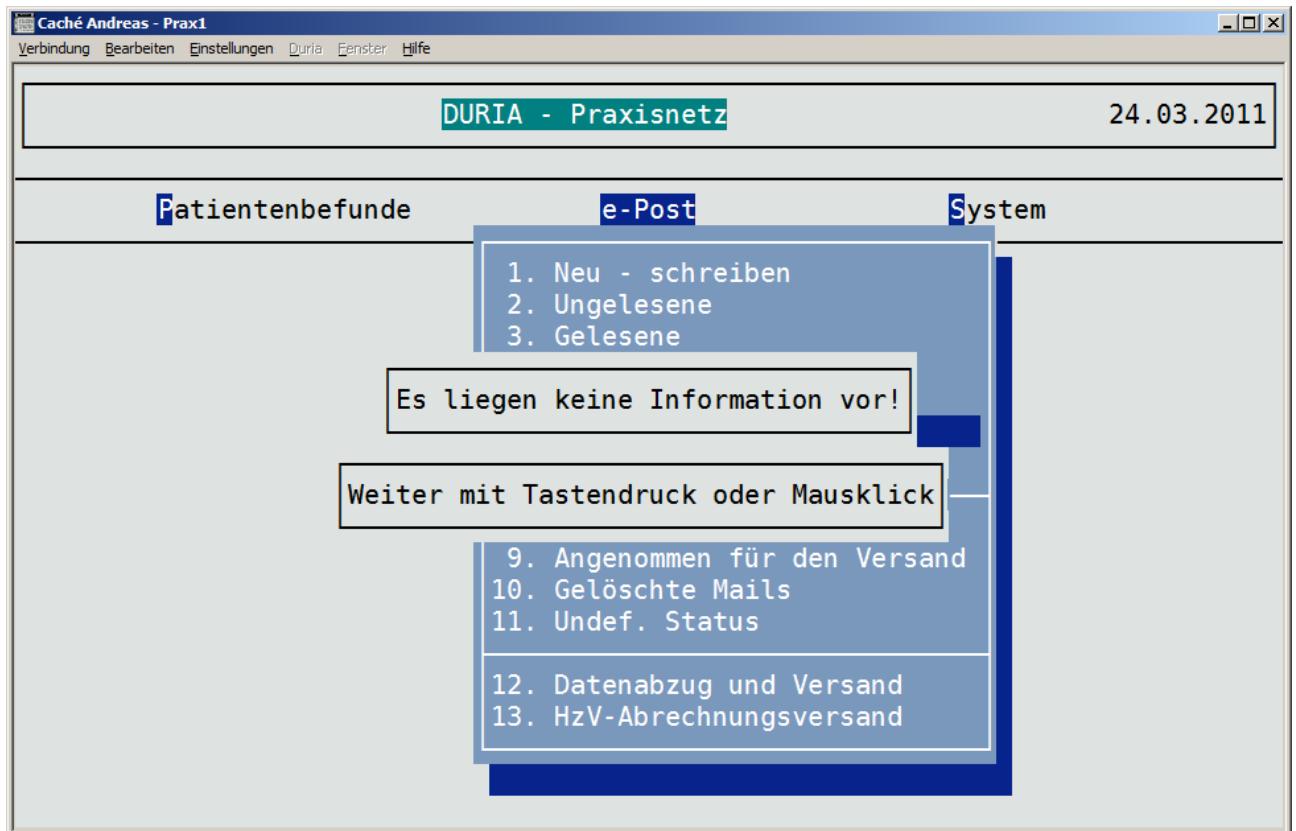 Caché Andreas - Prax1
Verbindung Bearbeiten Einstellungen Duria Fenster Hilfe
DURIA - Praxisnetz 24.03.2011
Patientenbefunde e-Post System
1. Neu - schreiben
2. Ungelesene
3. Gelesene
Es liegen keine Information vor!
Weiter mit Tastendruck oder Mausklick
9. Angenommen für den Versand
10. Gelöschte Mails
11. Undef. Status
12. Datenabzug und Versand
13. HzV-Abrechnungsversand